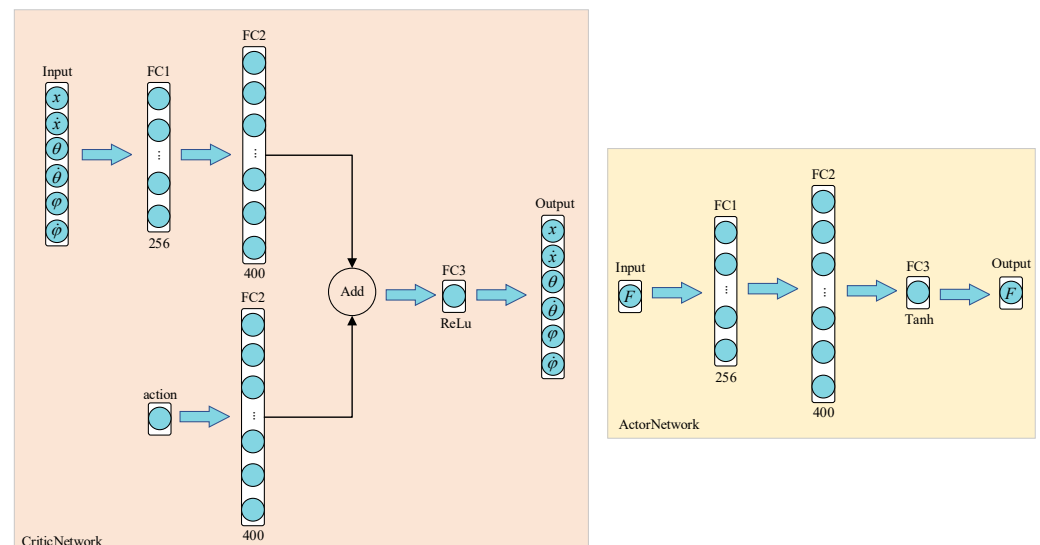 FC2
Input
FC1
x
ẋ
θ
θ̇
φ
φ̇
...
...
256
400
FC2
Add
FC3
ReLu
Output
x
ẋ
θ
θ̇
φ
φ̇
action
...
400
CriticNetwork
FC2
FC1
Input
F
...
...
FC3
Tanh
Output
F
256
400
ActorNetwork